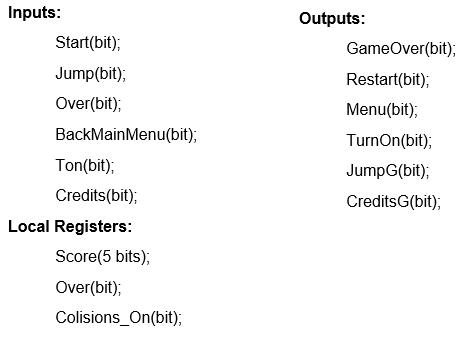 Inputs:
Start(bit);
Jump(bit);
Over(bit);
BackMainMenu(bit);
Ton(bit);
Credits(bit);
Local Registers:
Score(5 bits);
Over(bit);
Colisions_On(bit);
Outputs:
GameOver(bit);
Restart(bit);
Menu(bit);
TurnOn(bit);
JumpG(bit);
CreditsG(bit);